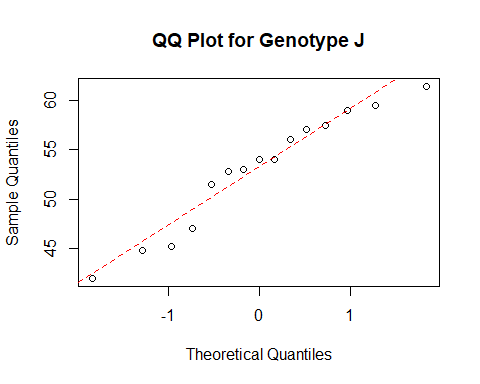 QQ Plot for Genotype J
Sample Quantiles
60
55
50
45
-1
0
1
Theoretical Quantiles